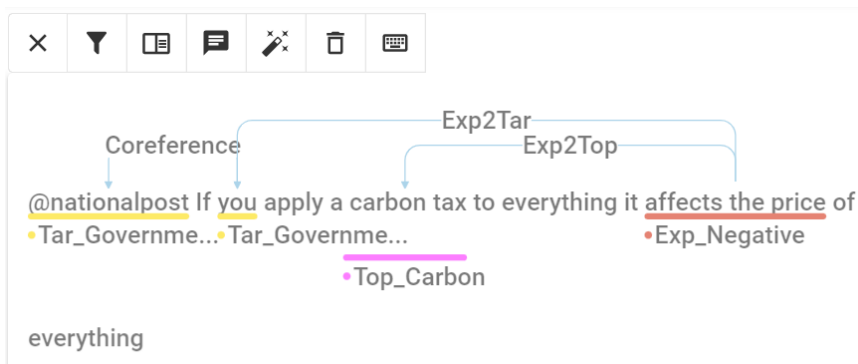 Exp2Tar
Coreference
Exp2Top
@nationalpost If you apply a carbon tax to everything it affects the price of
Tar_Governme... Tar_Governme... Exp_Negative
Top_Carbon
everything